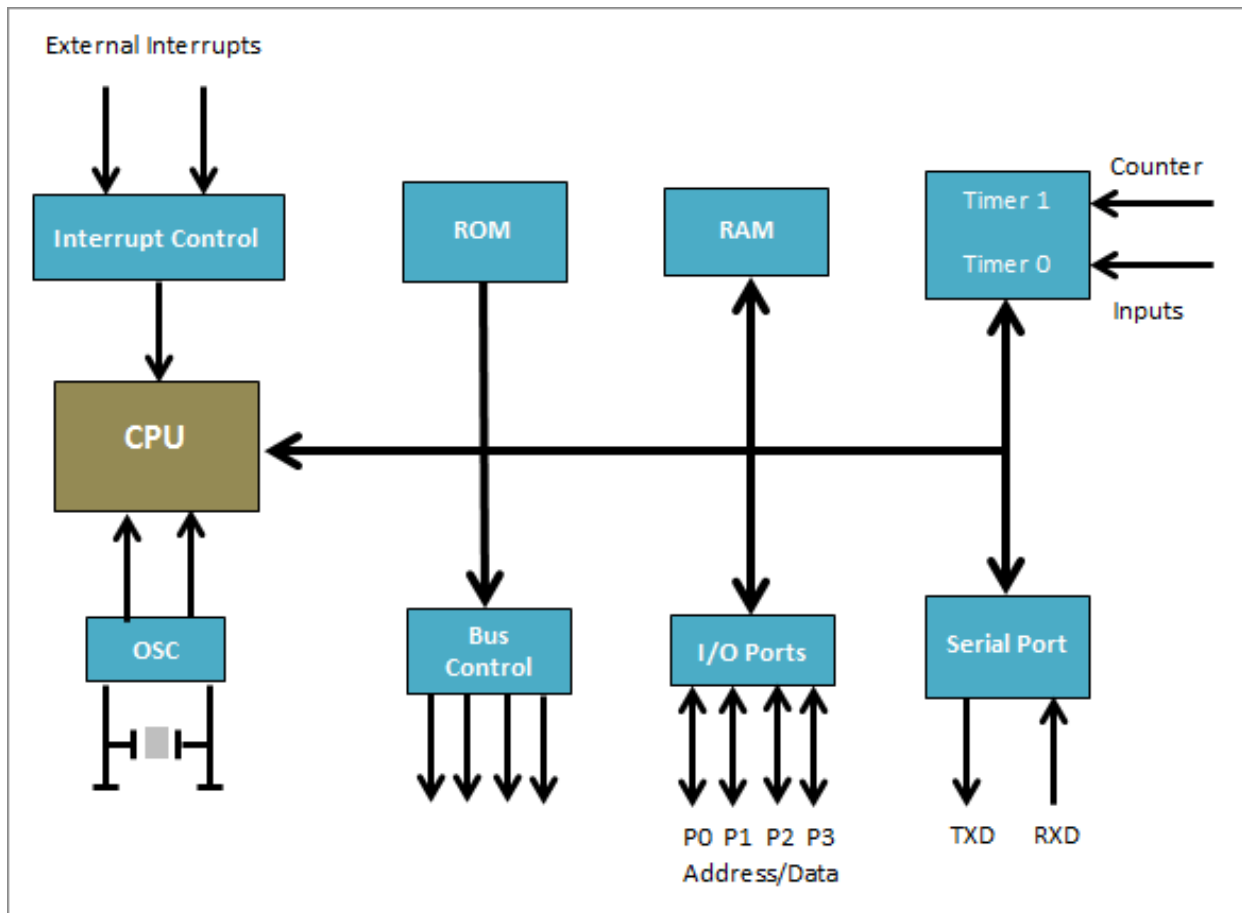 External Interrupts
Interrupt Control
ROM
RAM
Timer 1
Timer 0
Counter
Inputs
CPU
OSC
Bus
Control
I/O Ports
Serial Port
P0 P1 P2 P3
Address/Data
TXD RXD